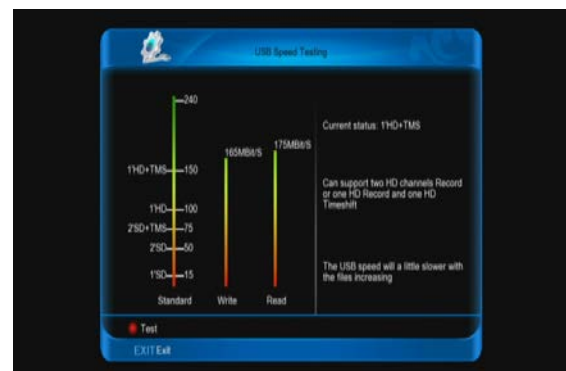 USB Speed Testing
240
1'HD+TMS 150
1'HD 100
2'SD+TMS 75
2'SD 50
1'SD 15
Standard
165MBit/S
Write
175MBit/S
Read
Current status: 1'HD+TMS
Can support two HD channels Record
or one HD Record and one HD
Timeshift
The USB speed will a little slower with
the files increasing
Test
EXIT Exit